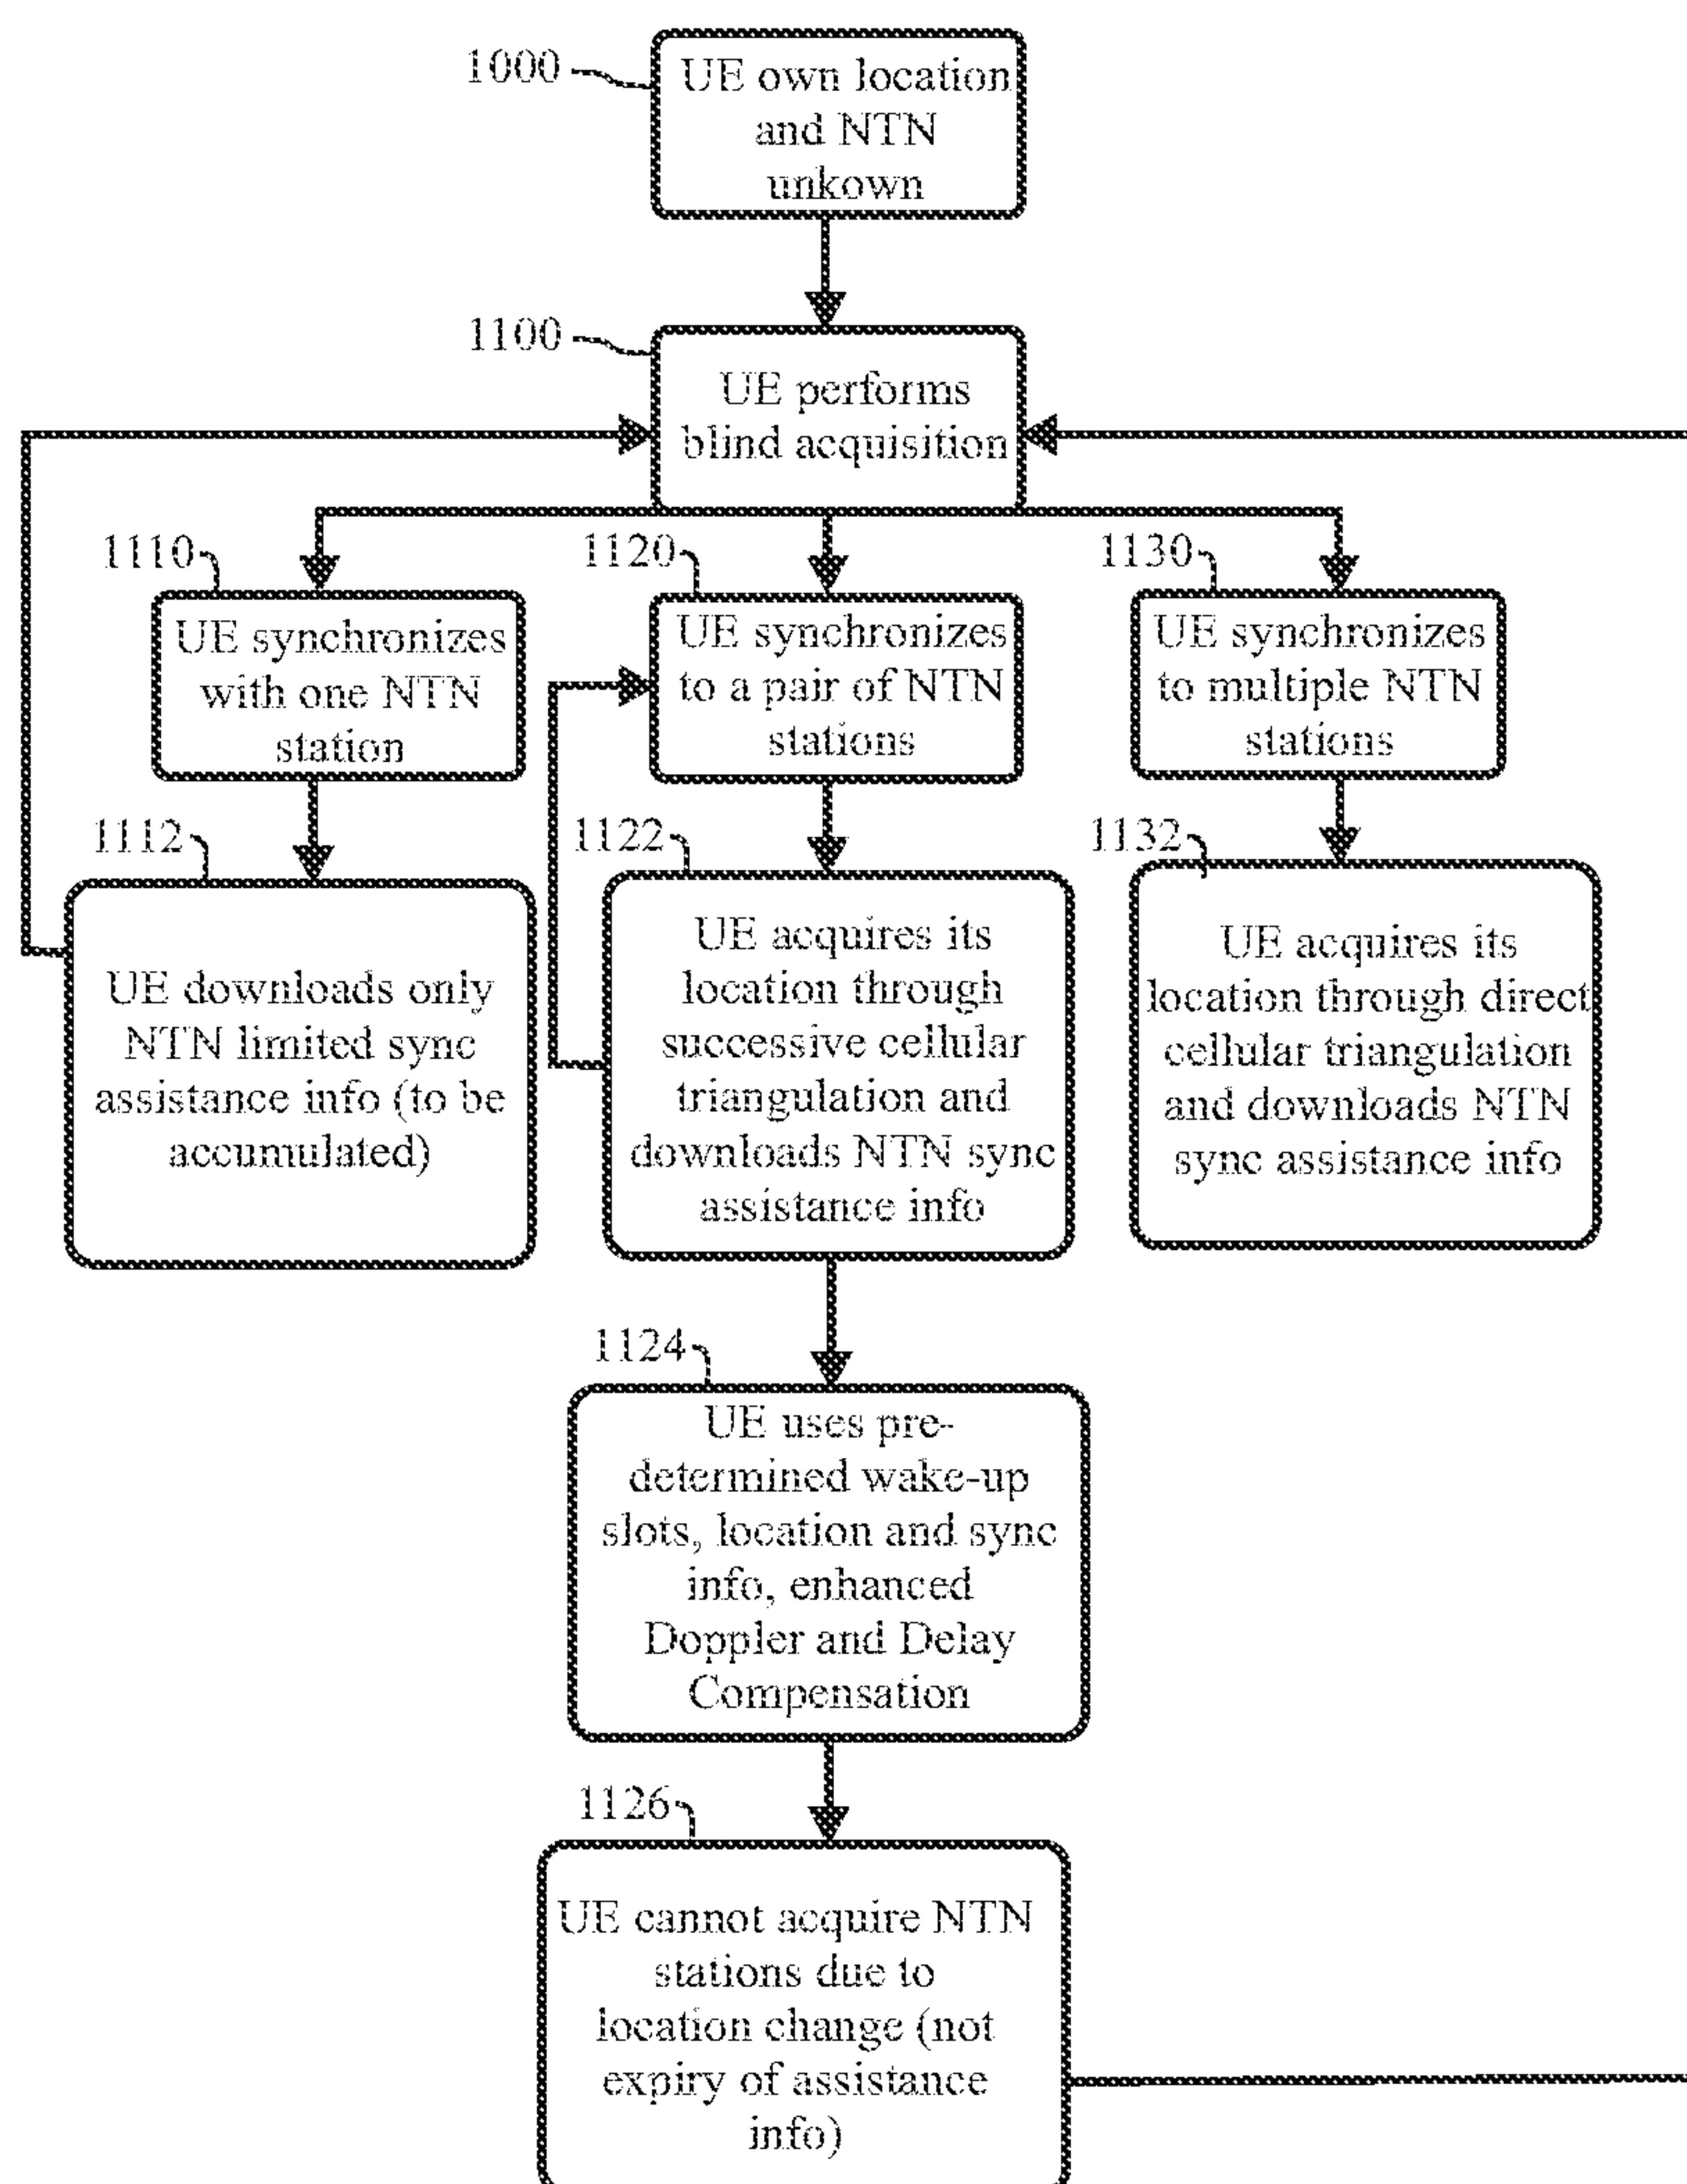 1000
UE own location
and NTN
unkown
1100
UE performs
blind acquisition
1110
UE synchronizes
with one NTN
station
1120
UE synchronizes
to a pair of NTN
stations
1130
UE synchronizes
to multiple NTN
stations
1112
UE downloads only
NTN limited sync
assistance info (to be
accumulated)
1122
UE acquires its
location through
successive cellular
triangulation and
downloads NTN sync
assistance info
1132
UE acquires its
location through direct
cellular triangulation
and downloads NTN
sync assistance info
1124
UE uses pre-
determined wake-up
slots, location and sync
info, enhanced
Doppler and Delay
Compensation
1126
UE cannot acquire NTN
stations due to
location change (not
expiry of assistance
info)